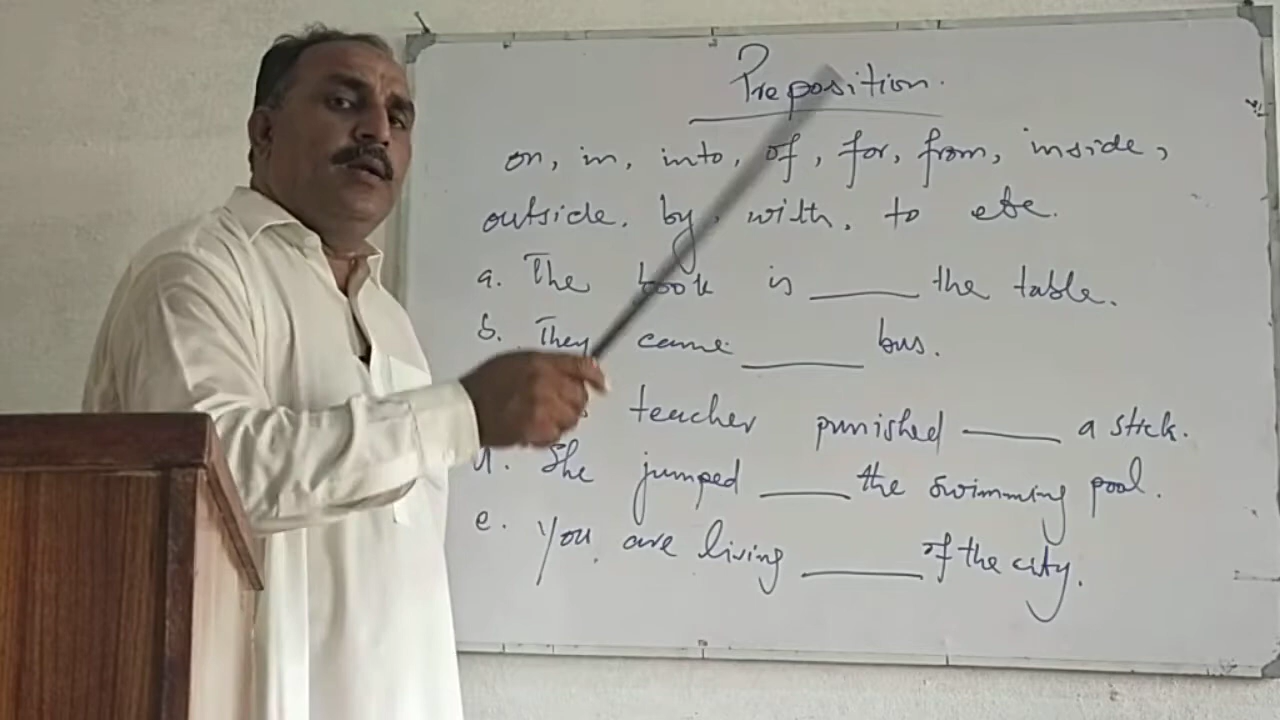 Preposition.
on, in, into, of, for, from, inside,
outside, by, with, to etc.
a. The book is ____ the table.
b. They came ____ bus.
teacher punished ____ a stick.
d. She jumped ____ the swimming pool.
e. You are living ____ of the city.